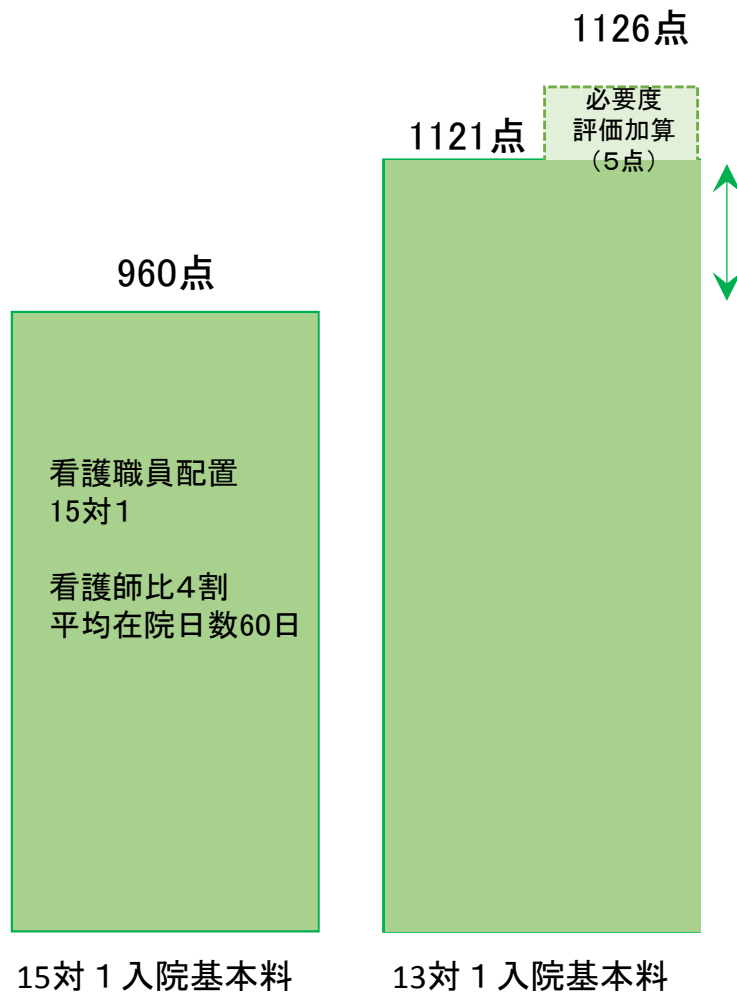 1126点
必要度
評価加算
（５点）
1121点
960点
看護職員配置
15対１
看護師比４割
平均在院日数60日
15対１入院基本料
13対１入院基本料